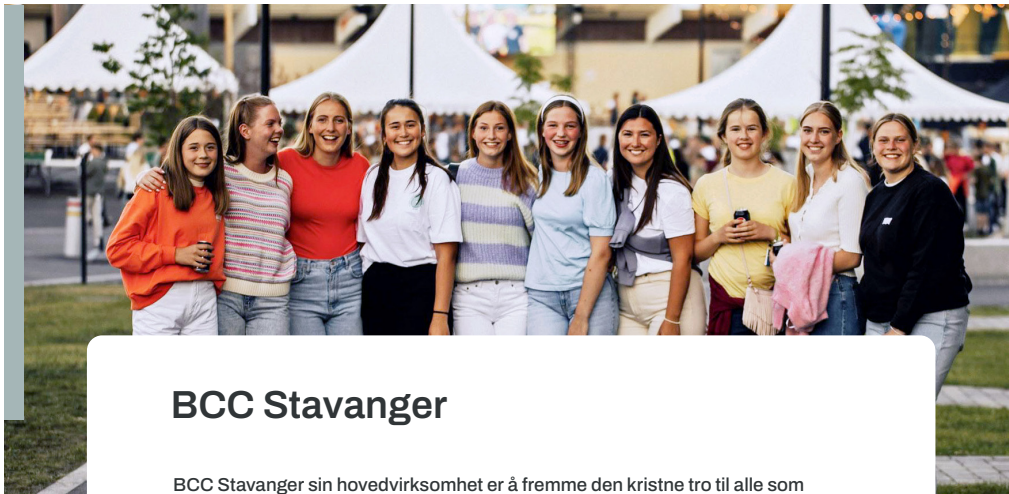 BCC Stavanger
BCC Stavanger sin hovedvirksomhet er å fremme den kristne tro til alle som